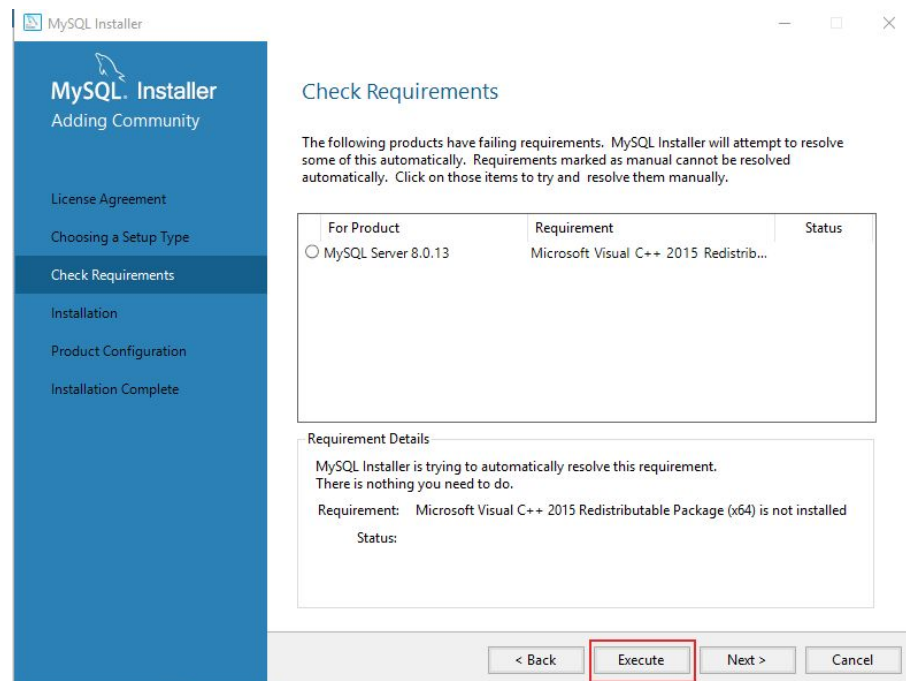 MySQL Installer
MySQL. Installer
Adding Community
License Agreement
Choosing a Setup Type
Check Requirements
Installation
Product Configuration
Installation Complete
Check Requirements
The following products have failing requirements. MySQL Installer will attempt to resolve
some of this automatically. Requirements marked as manual cannot be resolved
automatically. Click on those items to try and resolve them manually.
For Product Requirement Status
MySQL Server 8.0.13 Microsoft Visual C++ 2015 Redistrib...
Requirement Details
MySQL Installer is trying to automatically resolve this requirement.
There is nothing you need to do.
Requirement: Microsoft Visual C++ 2015 Redistributable Package (x64) is not installed
Status:
< Back Execute Next > Cancel